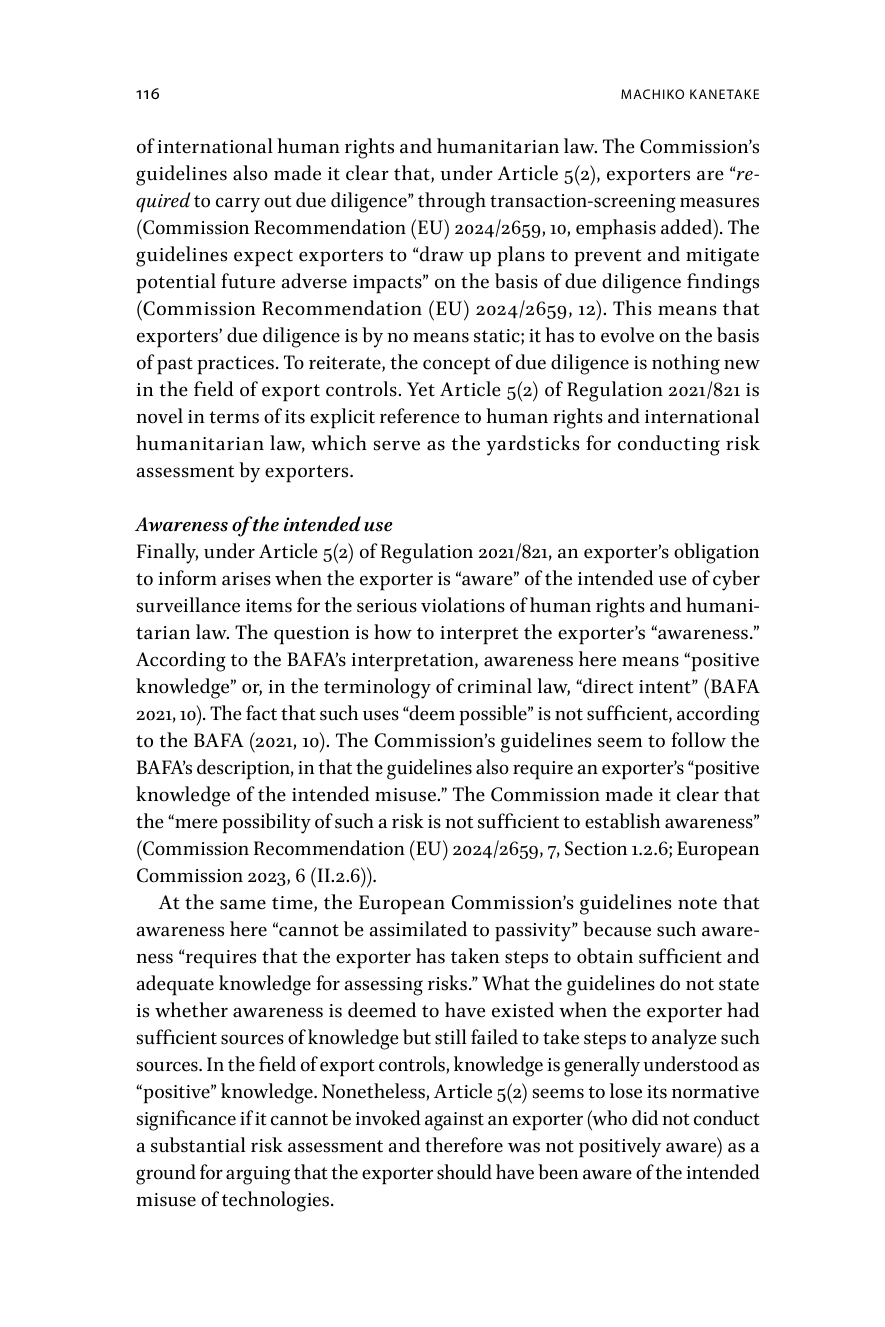 116
MACHIKO KANETAKE
of international human rights and humanitarian law. The Commission’s
guidelines also made it clear that, under Article 5(2), exporters are “re-
quired to carry out due diligence” through transaction-screening measures
(Commission Recommendation (EU) 2024/2659, 10, emphasis added). The
guidelines expect exporters to “draw up plans to prevent and mitigate
potential future adverse impacts” on the basis of due diligence findings
(Commission Recommendation (EU) 2024/2659, 12). This means that
exporters’ due diligence is by no means static; it has to evolve on the basis
of past practices. To reiterate, the concept of due diligence is nothing new
in the field of export controls. Yet Article 5(2) of Regulation 2021/821 is
novel in terms of its explicit reference to human rights and international
humanitarian law, which serve as the yardsticks for conducting risk
assessment by exporters.
Awareness of the intended use
Finally, under Article 5(2) of Regulation 2021/821, an exporter’s obligation
to inform arises when the exporter is “aware” of the intended use of cyber
surveillance items for the serious violations of human rights and humani-
tarian law. The question is how to interpret the exporter’s “awareness.”
According to the BAFA’s interpretation, awareness here means “positive
knowledge” or, in the terminology of criminal law, “direct intent” (BAFA
2021, 10). The fact that such uses “deem possible” is not sufficient, according
to the BAFA (2021, 10). The Commission’s guidelines seem to follow the
BAFA’s description, in that the guidelines also require an exporter’s “positive
knowledge of the intended misuse.” The Commission made it clear that
the “mere possibility of such a risk is not sufficient to establish awareness”
(Commission Recommendation (EU) 2024/2659, 7, Section 1.2.6; European
Commission 2023, 6 (II.2.6)).
At the same time, the European Commission’s guidelines note that
awareness here “cannot be assimilated to passivity” because such aware-
ness “requires that the exporter has taken steps to obtain sufficient and
adequate knowledge for assessing risks.” What the guidelines do not state
is whether awareness is deemed to have existed when the exporter had
sufficient sources of knowledge but still failed to take steps to analyze such
sources. In the field of export controls, knowledge is generally understood as
“positive” knowledge. Nonetheless, Article 5(2) seems to lose its normative
significance if it cannot be invoked against an exporter (who did not conduct
a substantial risk assessment and therefore was not positively aware) as a
ground for arguing that the exporter should have been aware of the intended
misuse of technologies.